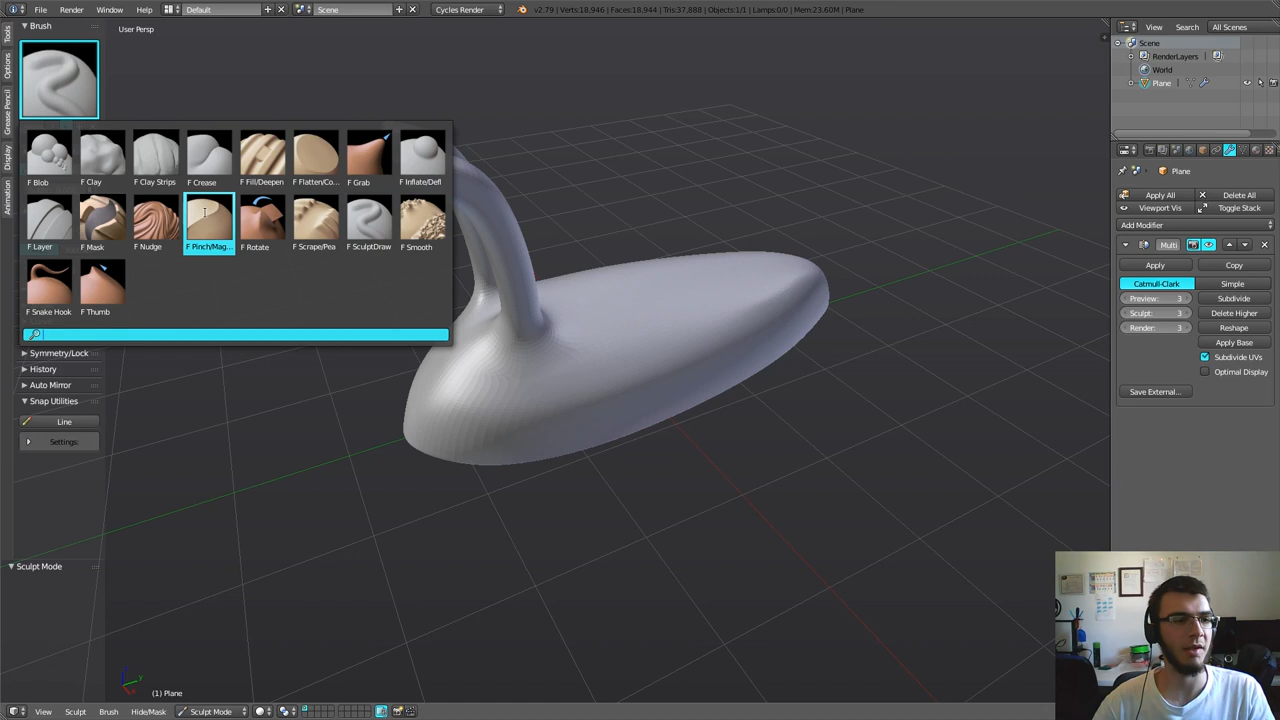 File Render Window Help Default Scene Cycles Render v2.79 | Verts:18,946 | Faces:18,944 | Tris:37,888 | Objects:1/1 | Lamps:0/0 | Mem:23.60M | Plane
Brush
User Persp
View Search All Scenes
Scene
RenderLayers
World
Plane
Tools
Options
Grease Pencil
Display
Animation
F Blob F Clay F Clay Strips F Crease F Fill/Deepen F Flatten/Co... F Grab F Inflate/Defl
F Layer F Mask F Nudge F Pinch/Mag... F Rotate F Scrape/Pea F SculptDraw F Smooth
F Snake Hook F Thumb
Symmetry/Lock
History
Auto Mirror
Snap Utilities
Line
Settings:
Sculpt Mode
Plane
Apply All Delete All
Viewport Vis Toggle Stack
Add Modifier
Multi
Apply Copy
Catmull-Clark Simple
Preview: 3 Subdivide
Sculpt: 3 Delete Higher
Render: 3 Reshape
Apply Base
Subdivide UVs
Optimal Display
Save External...
(1) Plane
View Sculpt Brush Hide/Mask Sculpt Mode